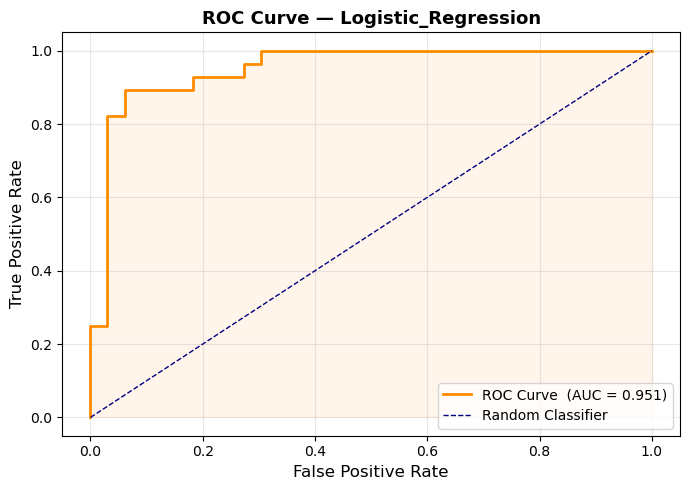 ROC Curve — Logistic_Regression
True Positive Rate
1.0
0.8
0.6
0.4
0.2
0.0
ROC Curve  (AUC = 0.951)
Random Classifier
0.0 0.2 0.4 0.6 0.8 1.0
False Positive Rate